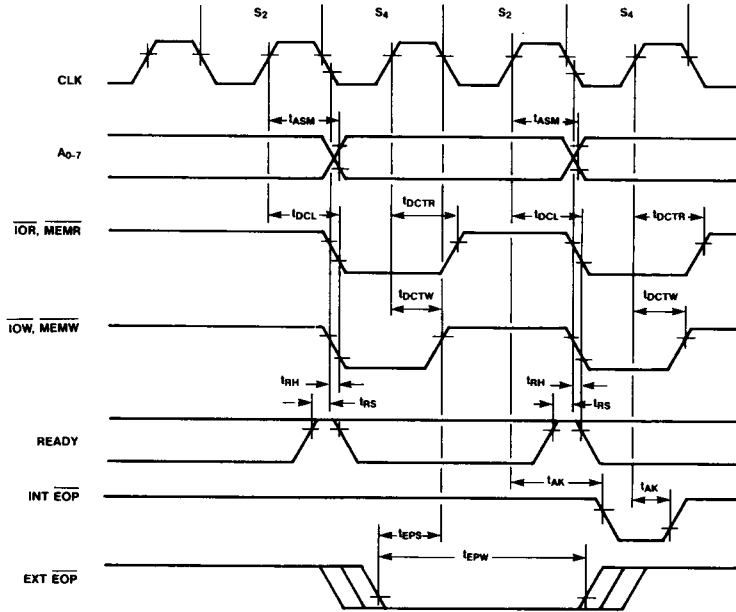 S2 S4 S2 S4
CLK
tASM tASM
A0-7
tDCL tDCTR tDCL tDCTR
IOR, MEMR
tDCTW tDCTW
IOW, MEMW
tRH tRH
tRS tRS
READY
tAK tAK
INT EOP
tEPS
tEPW
EXT EOP